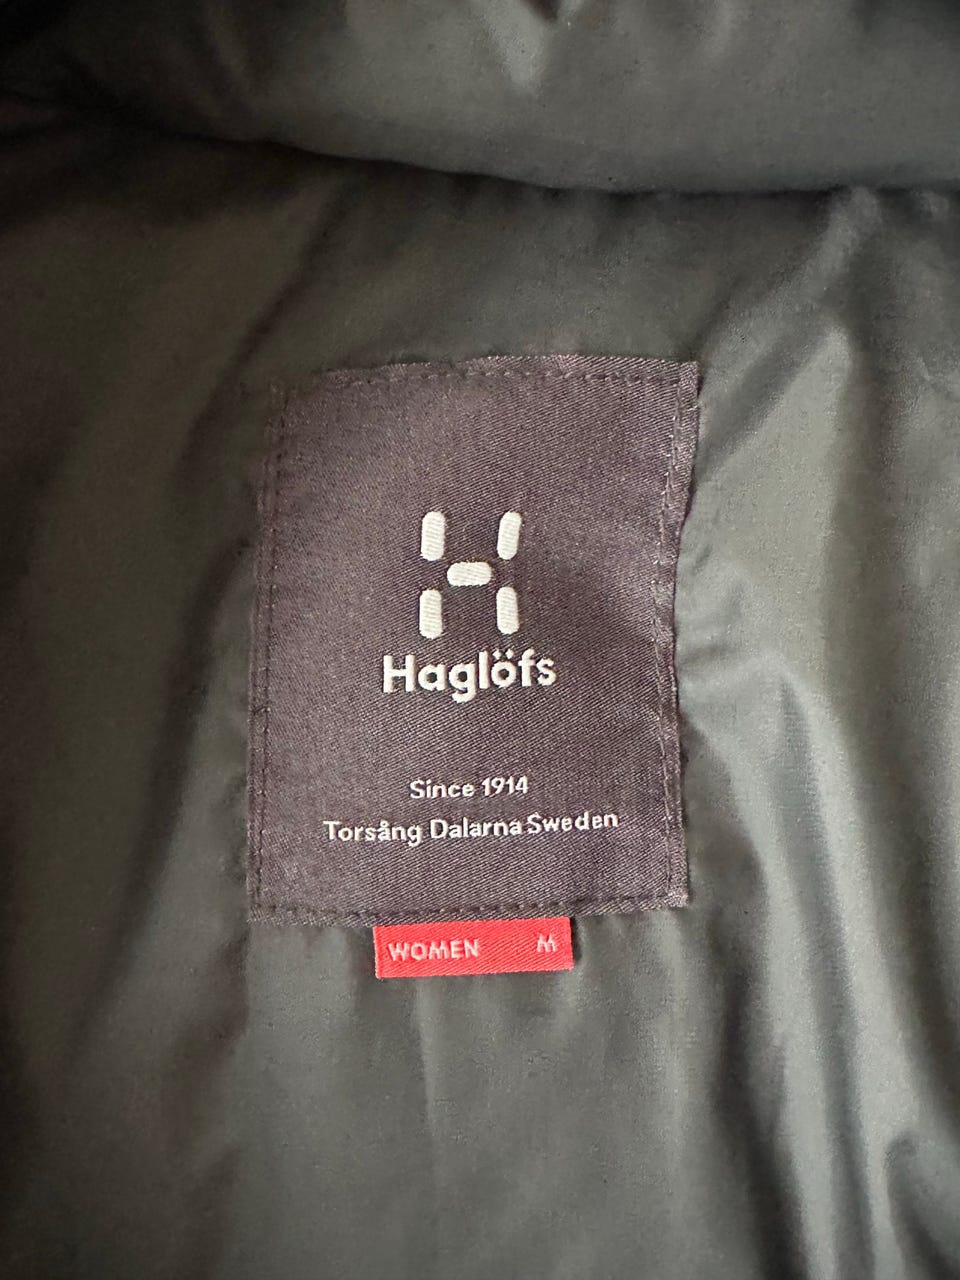 Haglöfs
Since 1914
Torsång Dalarna Sweden
WOMEN M